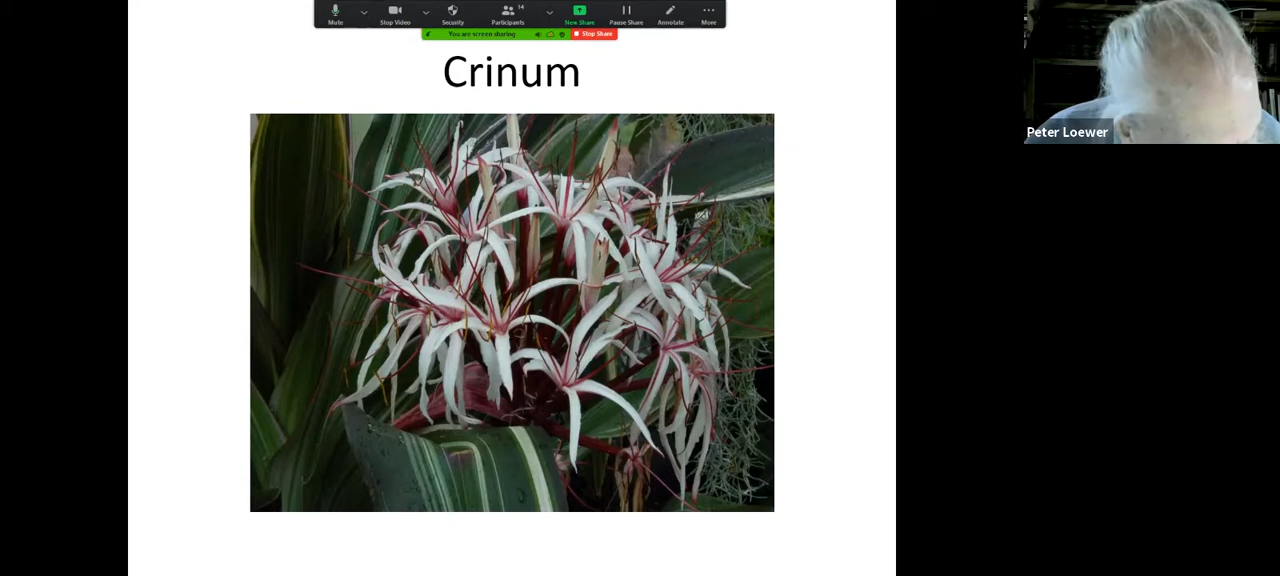 14
Mute Stop Video Security Participants New Share Pause Share Annotate More
You are screen sharing Stop Share
Crinum
Peter Loewer